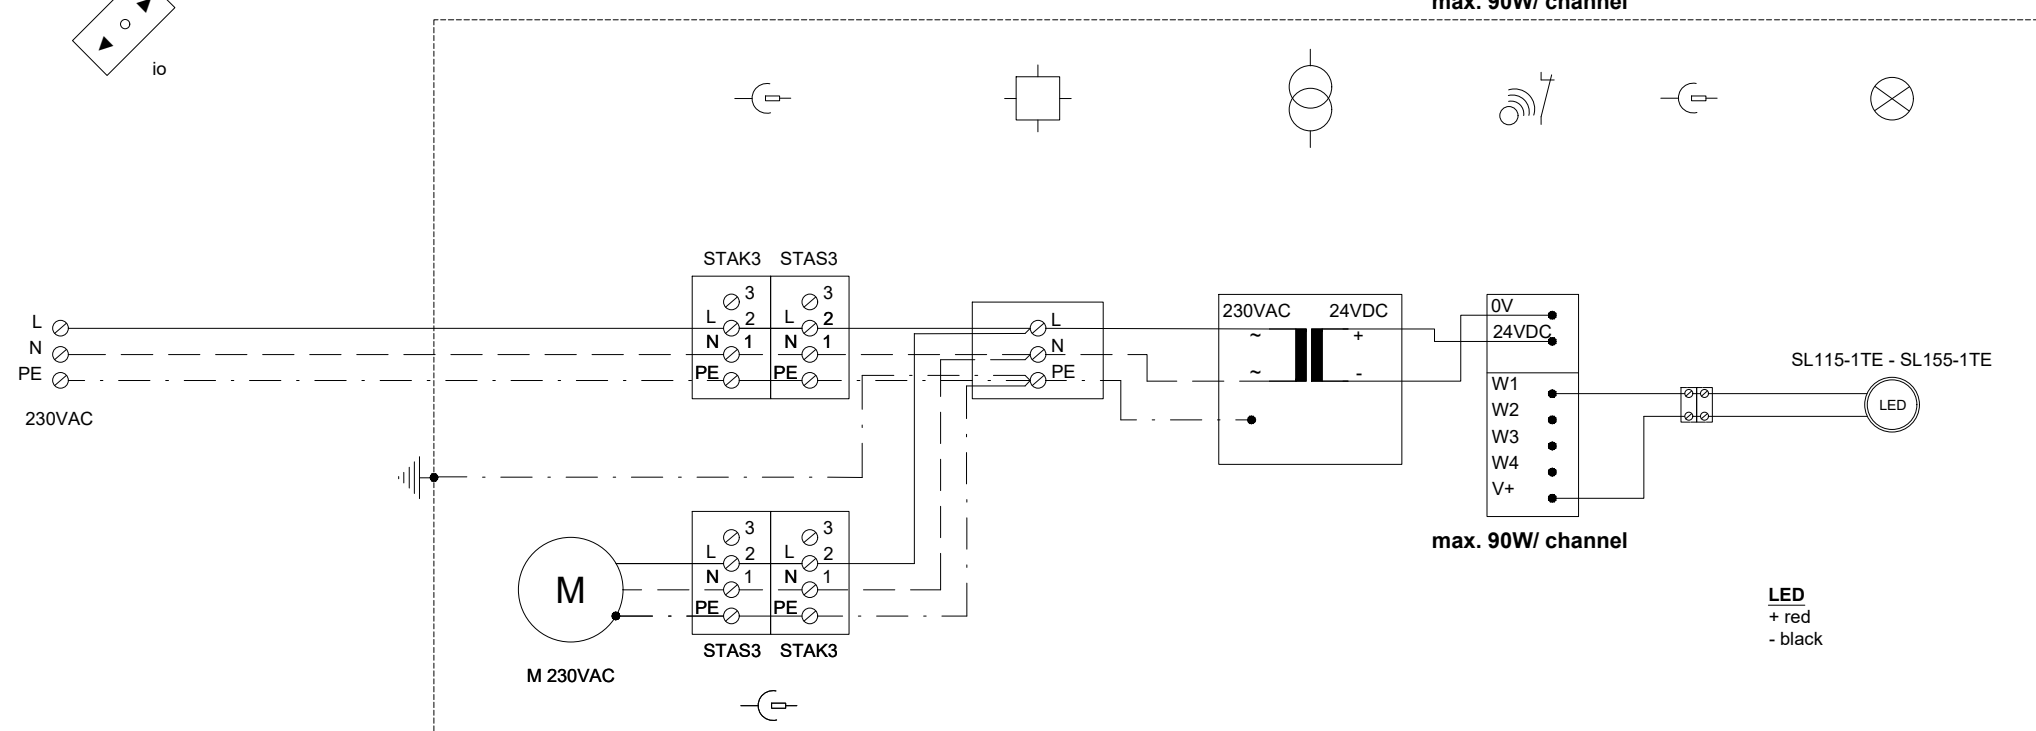 max. 90W/ channel
io
STAK3 STAS3
3 3
L 2 L 2
N 1 N 1
PE PE
L
N
PE
230VAC
L
N
PE
230VAC 24VDC
~ +
~ -
0V
24VDC
W1
W2
W3
W4
V+
max. 90W/ channel
SL115-1TE - SL155-1TE
LED
M
M 230VAC
3 3
L 2 L 2
N 1 N 1
PE PE
STAS3 STAK3
LED
+ red
- black